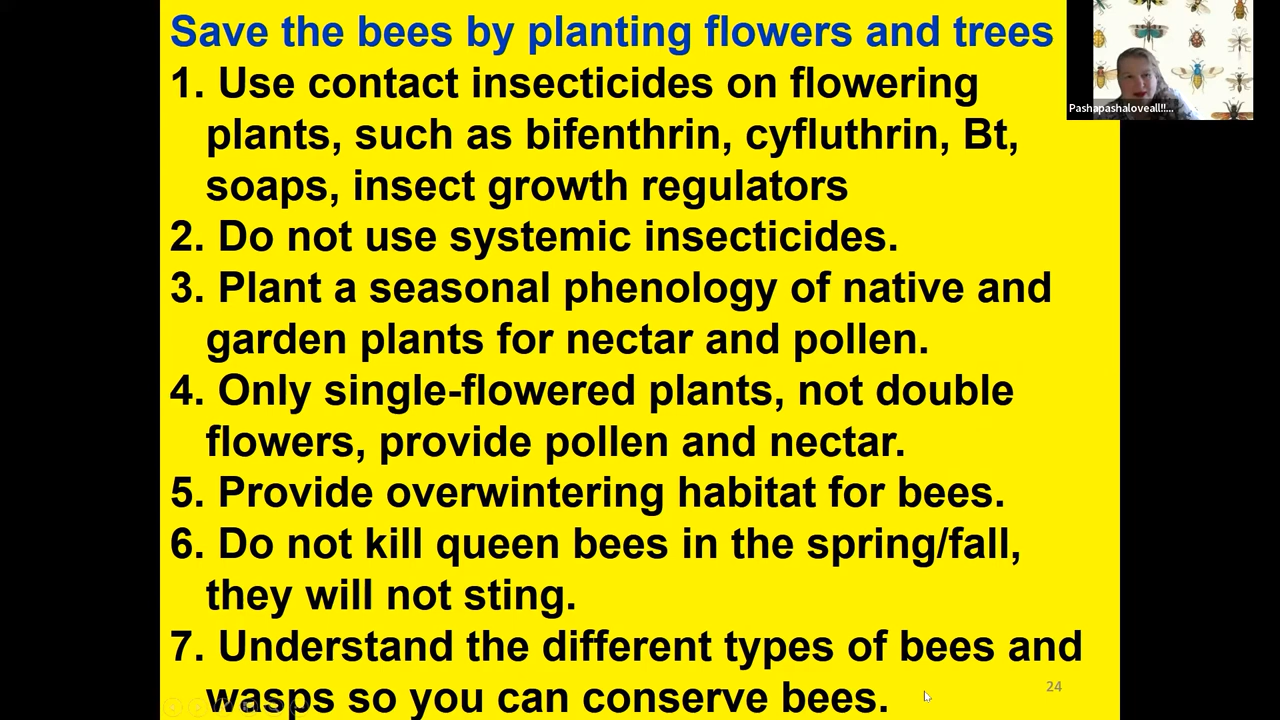 Save the bees by planting flowers and trees
1. Use contact insecticides on flowering
plants, such as bifenthrin, cyfluthrin, Bt,
soaps, insect growth regulators
2. Do not use systemic insecticides.
3. Plant a seasonal phenology of native and
garden plants for nectar and pollen.
4. Only single-flowered plants, not double
flowers, provide pollen and nectar.
5. Provide overwintering habitat for bees.
6. Do not kill queen bees in the spring/fall,
they will not sting.
7. Understand the different types of bees and
wasps so you can conserve bees.
24
Pashapashaloveall!!...